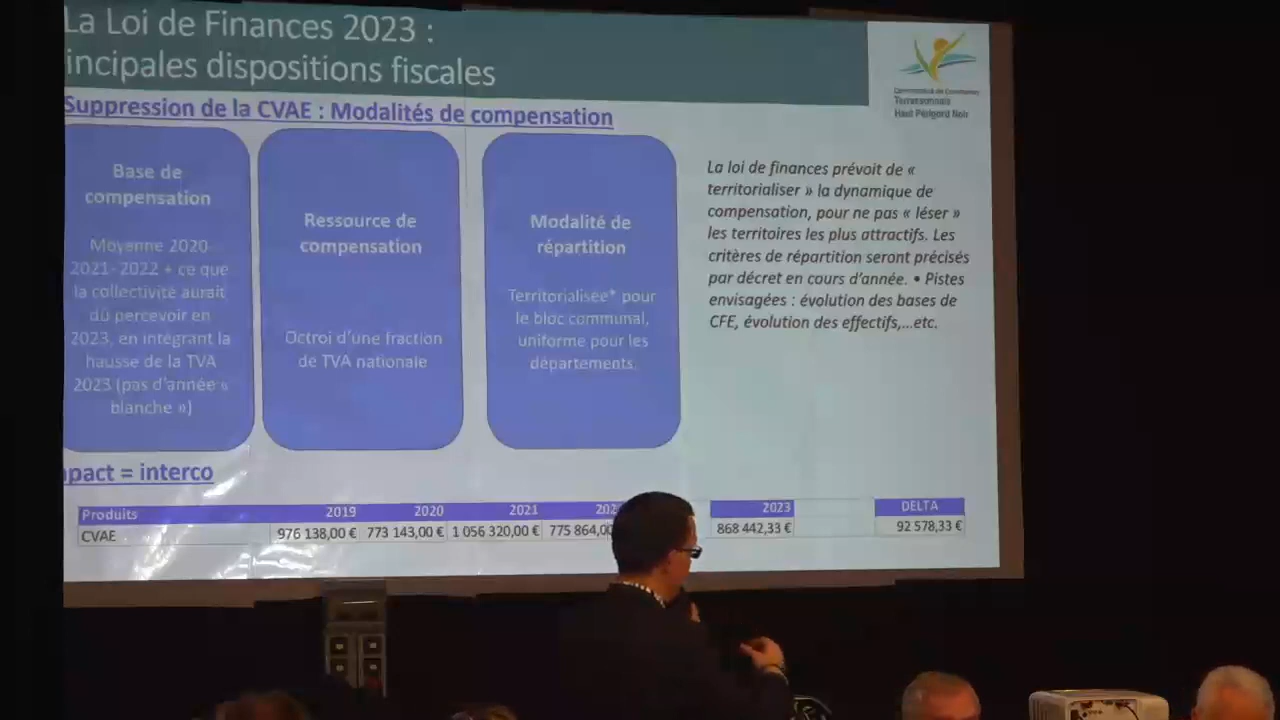 La Loi de Finances 2023 :
incipales dispositions fiscales
Communauté de Communes
Terrassonnais
Haut Périgord Noir
Suppression de la CVAE : Modalités de compensation
Base de
compensation
Moyenne 2020-
2021- 2022 + ce que
la collectivité aurait
dû percevoir en
2023, en intégrant la
hausse de la TVA
2023 (pas d'année «
blanche »)
Ressource de
compensation
Octroi d'une fraction
de TVA nationale
Modalité de
répartition
Territorialisée* pour
le bloc communal,
uniforme pour les
départements.
La loi de finances prévoit de «
territorialiser » la dynamique de
compensation, pour ne pas « léser »
les territoires les plus attractifs. Les
critères de répartition seront précisés
par décret en cours d'année. • Pistes
envisagées : évolution des bases de
CFE, évolution des effectifs,...etc.
pact = interco
Produits 2019 2020 2021 202 2023 DELTA
CVAE 976 138,00 € 773 143,00 € 1 056 320,00 € 775 864,00 868 442,33 € 92 578,33 €